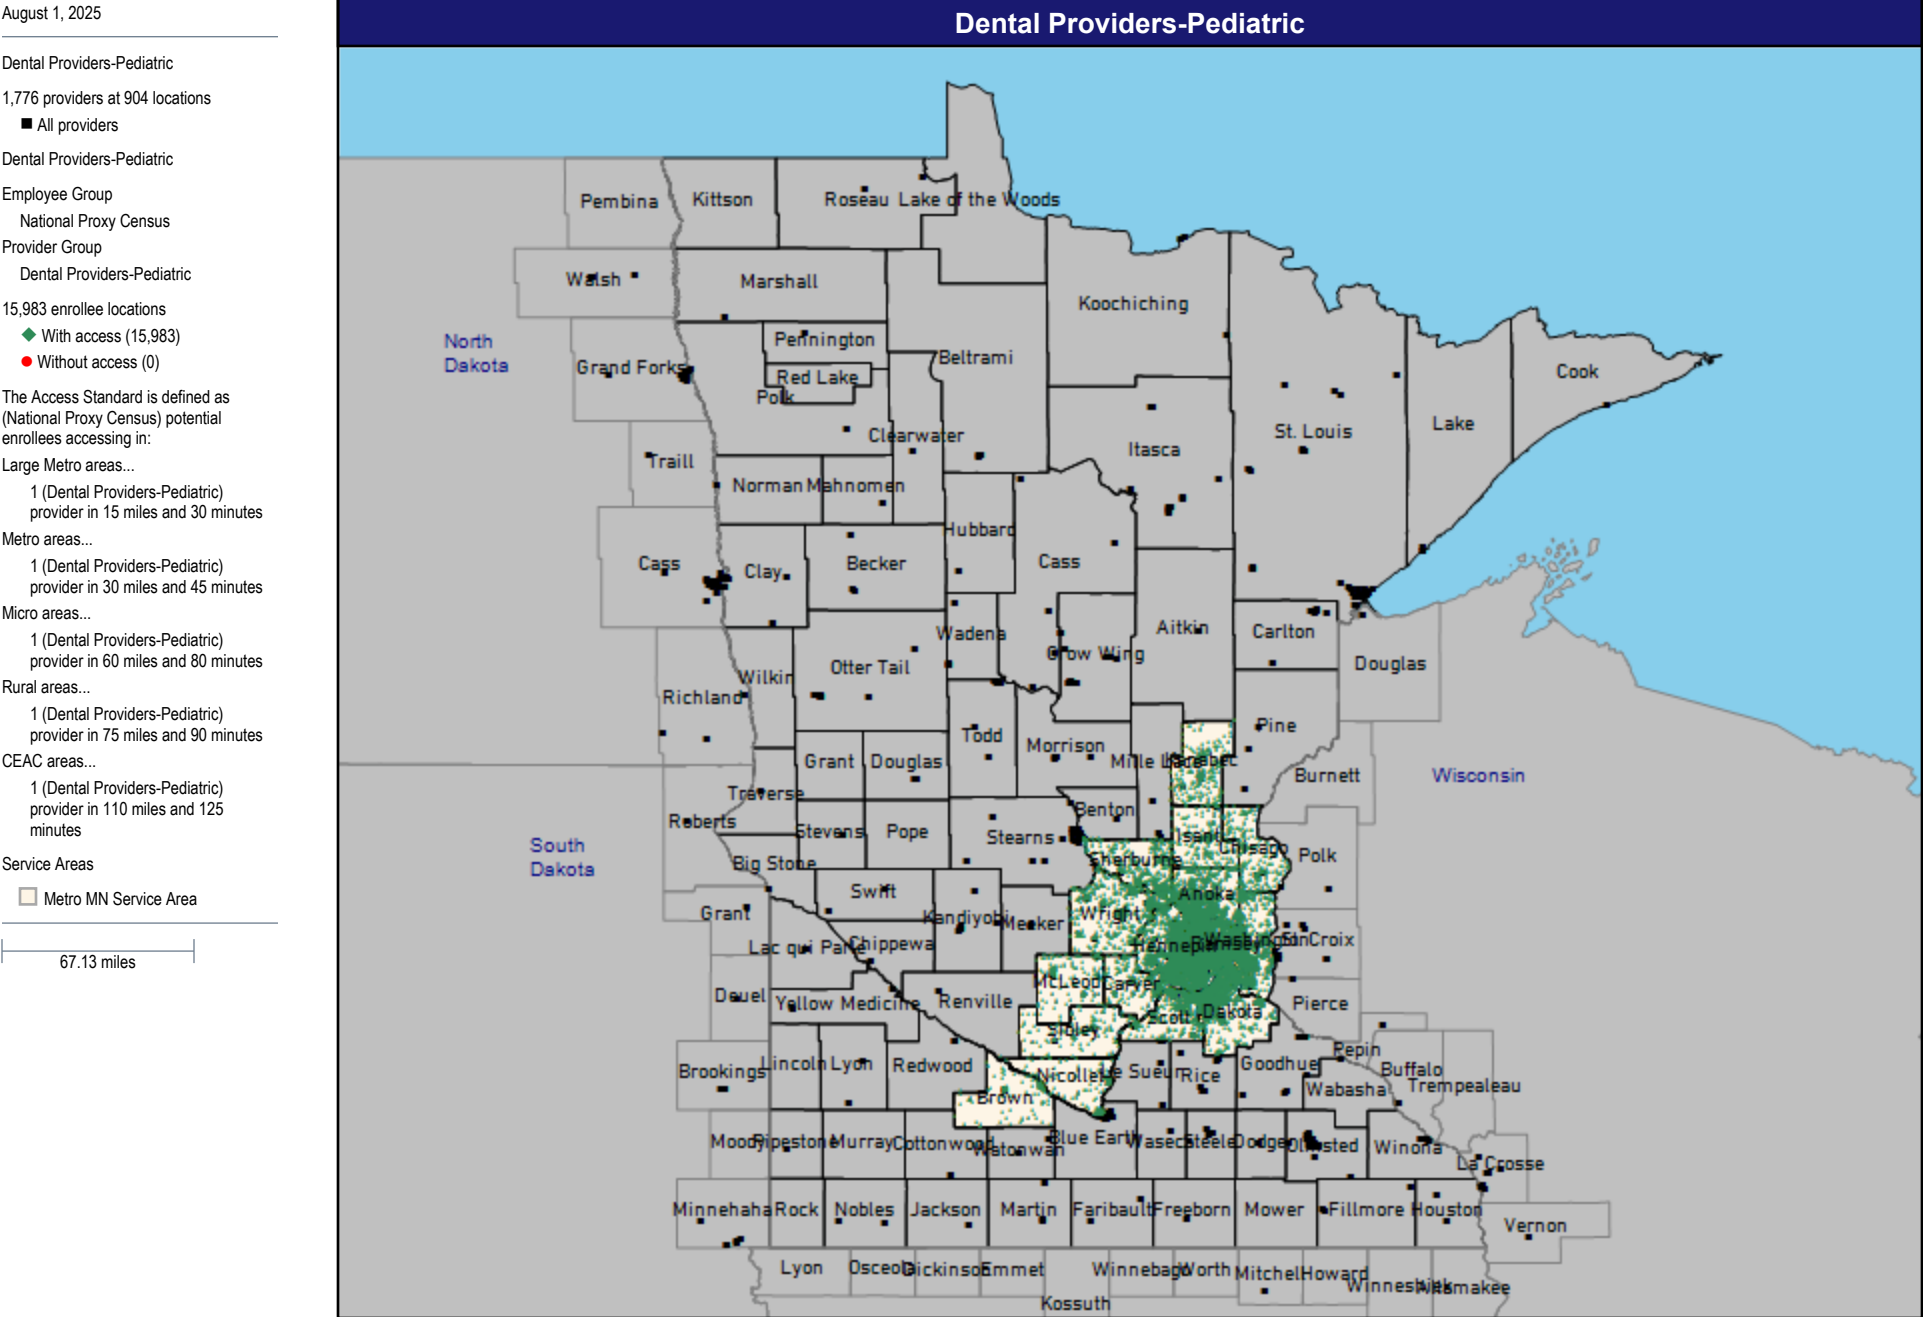 August 1, 2025
Dental Providers-Pediatric
1,776 providers at 904 locations
All providers
Dental Providers-Pediatric
Employee Group
National Proxy Census
Provider Group
Dental Providers-Pediatric
15,983 enrollee locations
With access (15,983)
Without access (0)
The Access Standard is defined as
(National Proxy Census) potential
enrollees accessing in:
Large Metro areas...
1 (Dental Providers-Pediatric)
provider in 15 miles and 30 minutes
Metro areas...
1 (Dental Providers-Pediatric)
provider in 30 miles and 45 minutes
Micro areas...
1 (Dental Providers-Pediatric)
provider in 60 miles and 80 minutes
Rural areas...
1 (Dental Providers-Pediatric)
provider in 75 miles and 90 minutes
CEAC areas...
1 (Dental Providers-Pediatric)
provider in 110 miles and 125
minutes
Service Areas
Metro MN Service Area
67.13 miles
Dental Providers-Pediatric
Pembina
Kittson
Roseau
Lake of the Woods
Walsh
Marshall
Koochiching
North
Dakota
Pennington
Beltrami
Grand Forks
Red Lake
Cook
Polk
Clearwater
St. Louis
Lake
Itasca
Traill
Norman
Mahnomen
Hubbard
Cass
Clay
Becker
Cass
Wadena
Aitkin
Carlton
Crow Wing
Otter Tail
Douglas
Wilkin
Richland
Pine
Todd
Morrison
Grant
Douglas
Mille Lacs
Kanabec
Burnett
Wisconsin
Traverse
Benton
Roberts
Stevens
Pope
Stearns
Isanti
Chisago
South
Dakota
Big Stone
Sherburne
Polk
Swift
Anoka
Grant
Kandiyohi
Meeker
Wright
Lac qui Parle
Chippewa
Hennepin
Ramsey
Washington
St. Croix
Deuel
Yellow Medicine
Renville
McLeod
Carver
Pierce
Scott
Dakota
Sibley
Brookings
Lincoln
Lyon
Redwood
Nicollet
Le Sueur
Rice
Goodhue
Pepin
Buffalo
Trempealeau
Wabasha
Brown
Moody
Pipestone
Murray
Cottonwood
Watonwan
Blue Earth
Waseca
Steele
Dodge
Olmsted
Winona
La Crosse
Minnehaha
Rock
Nobles
Jackson
Martin
Faribault
Freeborn
Mower
Fillmore
Houston
Vernon
Lyon
Osceola
Dickinson
Emmet
Winnebago
Worth
Mitchell
Howard
Winneshiek
Allamakee
Kossuth